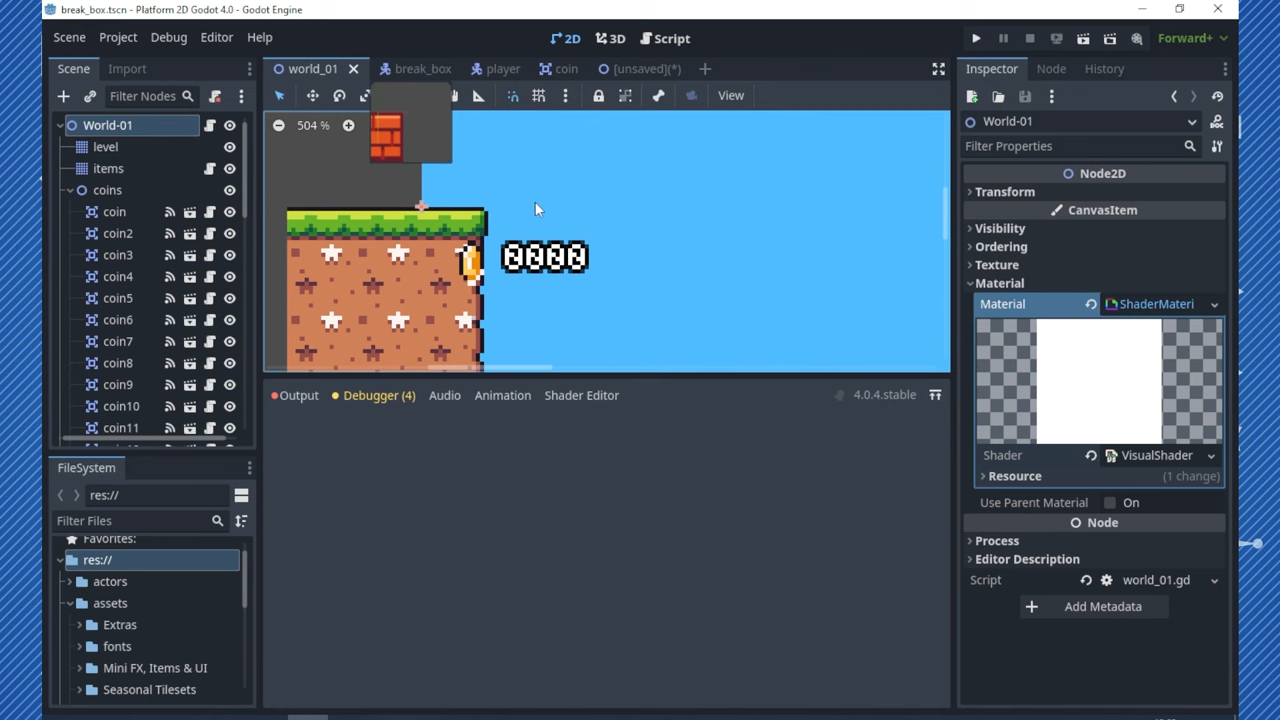 break_box.tscn - Platform 2D Godot 4.0 - Godot Engine
Scene Project Debug Editor Help
2D 3D Script
Forward+
Scene Import
world_01 break_box player coin [unsaved](*)
Inspector Node History
Filter Nodes
View
World-01
504 %
World-01
level
Filter Properties
items
Node2D
coins
Transform
coin
CanvasItem
coin2
Visibility
coin3
Ordering
0000
Texture
coin4
Material
coin5
Material ShaderMateri
coin6
coin7
coin8
coin9
Output Debugger (4) Audio Animation Shader Editor 4.0.4.stable
coin10
coin11
Shader VisualShader
FileSystem
Resource (1 change)
res://
Use Parent Material On
Filter Files
Node
Favorites:
Process
res://
Editor Description
actors
Script world_01.gd
assets
Add Metadata
Extras
fonts
Mini FX, Items & UI
Seasonal Tilesets